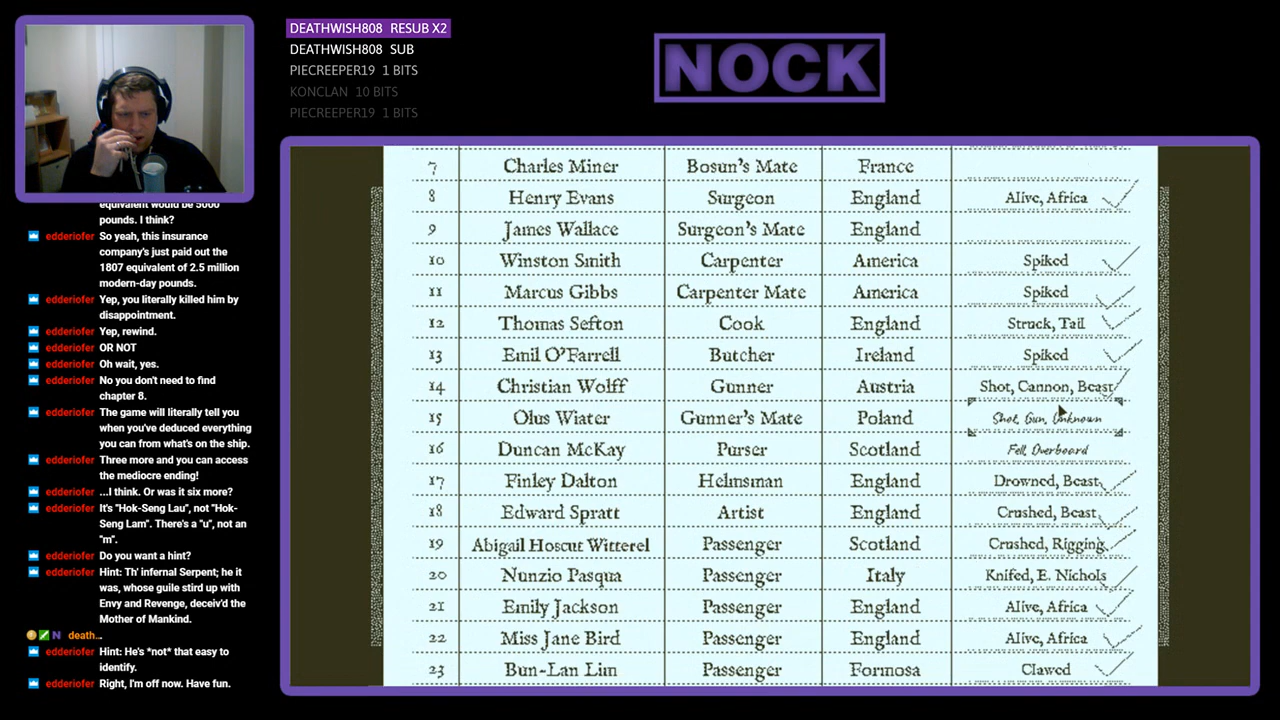 DEATHWISH808 RESUB X2
DEATHWISH808 SUB
PIECREEPER19 1 BITS
KONCLAN 10 BITS
PIECREEPER19 1 BITS
NOCK
equivalent would be 5000
pounds. I think?
edderiofer So yeah, this insurance
company's just paid out the
1807 equivalent of 2.5 million
modern-day pounds.
edderiofer Yep, you literally killed him by
disappointment.
edderiofer Yep, rewind.
edderiofer OR NOT
edderiofer Oh wait, yes.
edderiofer No you don't need to find
chapter 8.
edderiofer The game will literally tell you
when you've deduced everything
you can from what's on the ship.
edderiofer Three more and you can access
the mediocre ending!
edderiofer ...I think. Or was it six more?
edderiofer It's "Hok-Seng Lau", not "Hok-
Seng Lam". There's a "u", not an
"m".
edderiofer Do you want a hint?
edderiofer Hint: Th' infernal Serpent; he it
was, whose guile stird up with
Envy and Revenge, deceiv'd the
Mother of Mankind.
death… .
edderiofer Hint: He's *not* that easy to
identify.
edderiofer Right, I'm off now. Have fun.
7 Charles Miner Bosun's Mate France
8 Henry Evans Surgeon England Alive, Africa
9 James Wallace Surgeon's Mate England
10 Winston Smith Carpenter America Spiked
11 Marcus Gibbs Carpenter Mate America Spiked
12 Thomas Sefton Cook England Struck, Tail
13 Emil O'Farrell Butcher Ireland Spiked
14 Christian Wolff Gunner Austria Shot, Cannon, Beast
15 Olus Wiater Gunner's Mate Poland Shot, Gun, Unknown
16 Duncan McKay Purser Scotland Fell Overboard
17 Finley Dalton Helmsman England Drowned, Beast
18 Edward Spratt Artist England Crushed, Beast
19 Abigail Hoscut Witterel Passenger Scotland Crushed, Rigging
20 Nunzio Pasqua Passenger Italy Knifed, E. Nichols
21 Emily Jackson Passenger England Alive, Africa
22 Miss Jane Bird Passenger England Alive, Africa
23 Bun-Lan Lim Passenger Formosa Clawed